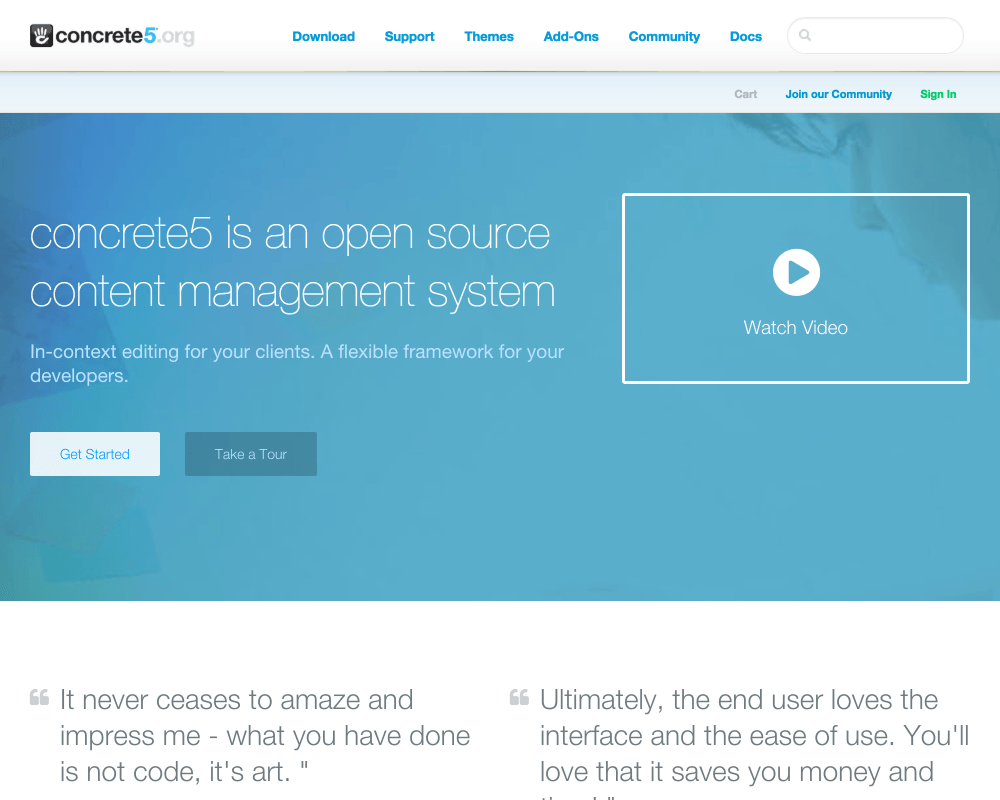 concrete5.org
Download Support Themes Add-Ons Community Docs
Cart Join our Community Sign In
concrete5 is an open source
content management system
In-context editing for your clients. A flexible framework for your
developers.
Watch Video
Get Started Take a Tour
It never ceases to amaze and
impress me - what you have done
is not code, it's art. "
Ultimately, the end user loves the
interface and the ease of use. You'll
love that it saves you money and